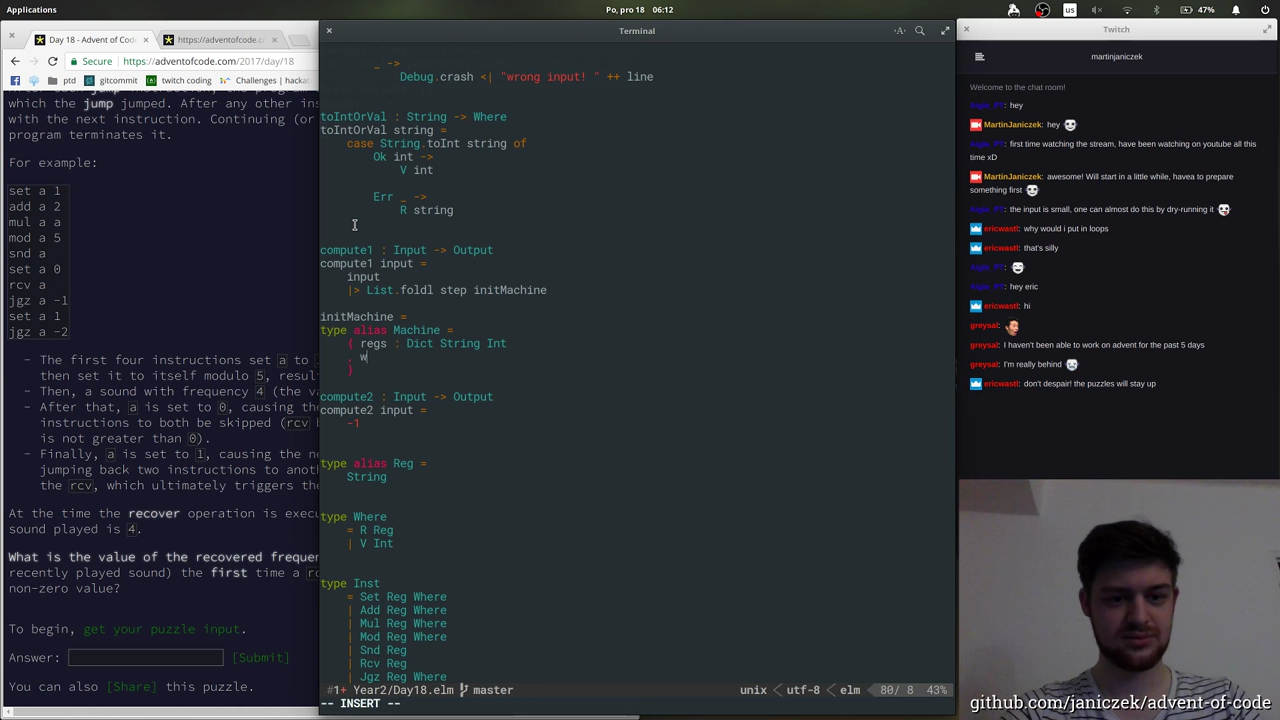 Applications
Po, pro 18 06:12
us
47%
Day 18 - Advent of Cod
https://adventofcode.c
Secure
https://adventofcode.com/2017/day/18
ptd
gitcommit
twitch coding
Challenges | hacka
which the jump jumped. After any other ins
with the next instruction. Continuing (or
program terminates it.
For example:
set a 1
add a 2
mul a a
mod a 5
snd a
set a 0
rcv a
jgz a -1
set a 1
jgz a -2
- The first four instructions set a to
then set it to itself modulo 5, resul
- Then, a sound with frequency 4 (the va
- After that, a is set to 0, causing the
instructions to both be skipped (rcv b
is not greater than 0).
- Finally, a is set to 1, causing the ne
jumping back two instructions to anot
the rcv, which ultimately triggers the
At the time the recover operation is execu
sound played is 4.
What is the value of the recovered frequen
recently played sound) the first time a rc
non-zero value?
To begin, get your puzzle input.
Answer:
[Submit]
You can also [Share] this puzzle.
Terminal
_ ->
Debug.crash <| "wrong input! " ++ line
toIntOrVal : String -> Where
toIntOrVal string =
case String.toInt string of
Ok int ->
V int
Err _ ->
R string
compute1 : Input -> Output
compute1 input =
input
|> List.foldl step initMachine
initMachine =
type alias Machine =
{ regs : Dict String Int
, w
}
compute2 : Input -> Output
compute2 input =
-1
type alias Reg =
String
type Where
= R Reg
| V Int
type Inst
= Set Reg Where
| Add Reg Where
| Mul Reg Where
| Mod Reg Where
| Snd Reg
| Rcv Reg
| Jgz Reg Where
#1+ Year2/Day18.elm
master
unix < utf-8 < elm
80/ 8
43%
-- INSERT --
Twitch
martinjaniczek
Welcome to the chat room!
: hey
MartinJaniczek: hey
: first time watching the stream, have been watching on youtube all this
time xD
MartinJaniczek: awesome! Will start in a little while, havea to prepare
something first
: the input is small, one can almost do this by dry-running it
ericwastl: why would i put in loops
ericwastl: that's silly
: hey eric
ericwastl: hi
greysal:
greysal: I haven't been able to work on advent for the past 5 days
greysal: I'm really behind
ericwastl: don't despair! the puzzles will stay up
github.com/janiczek/advent-of-code